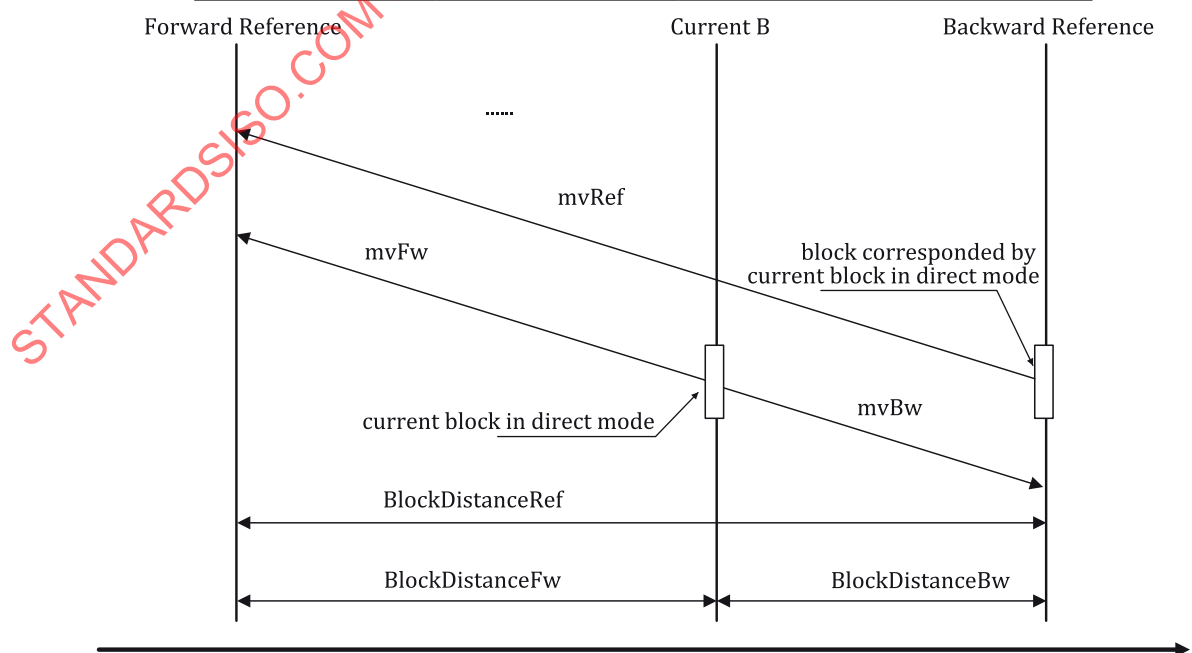 Forward Reference
Current B
Backward Reference
......
mvRef
mvFw
block corresponded by
current block in direct mode
mvBw
current block in direct mode
BlockDistanceRef
BlockDistanceFw
BlockDistanceBw
STANDARDSISO.COM